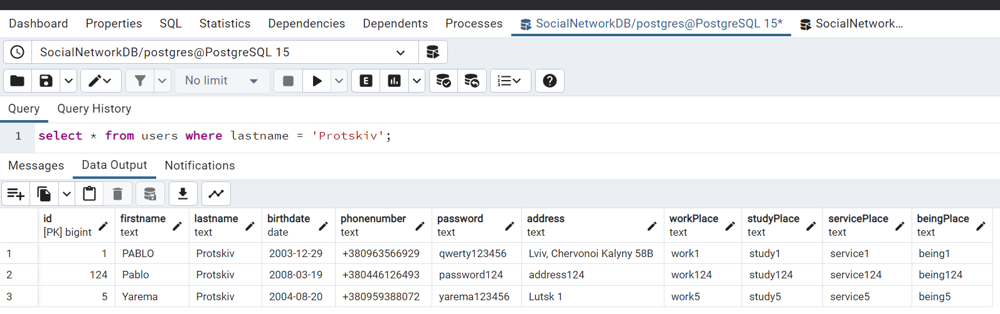 Dashboard Properties SQL Statistics Dependencies Dependents Processes SocialNetworkDB/postgres@PostgreSQL 15* SocialNetwork...
SocialNetworkDB/postgres@PostgreSQL 15
No limit E
Query Query History
1 select * from users where lastname = 'Protskiv';
Messages Data Output Notifications
id firstname lastname birthdate phonenumber password address workPlace studyPlace servicePlace beingPlace
[PK] bigint text text date text text text text text text text
1 1 PABLO Protskiv 2003-12-29 +380963566929 qwerty123456 Lviv, Chervonoi Kalyny 58B work1 study1 service1 being1
2 124 Pablo Protskiv 2008-03-19 +380446126493 password124 address124 work124 study124 service124 being124
3 5 Yarema Protskiv 2004-08-20 +380959388072 yarema123456 Lutsk 1 work5 study5 service5 being5